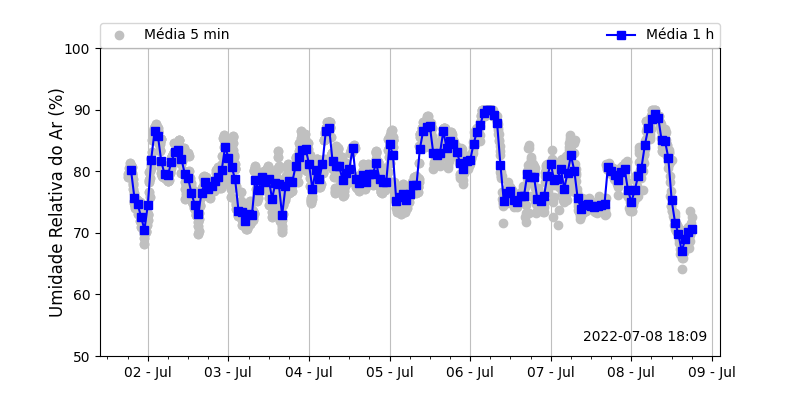 Média 5 min
Média 1 h
Umidade Relativa do Ar (%)
100
90
80
70
60
50
2022-07-08 18:09
02 - Jul
03 - Jul
04 - Jul
05 - Jul
06 - Jul
07 - Jul
08 - Jul
09 - Jul